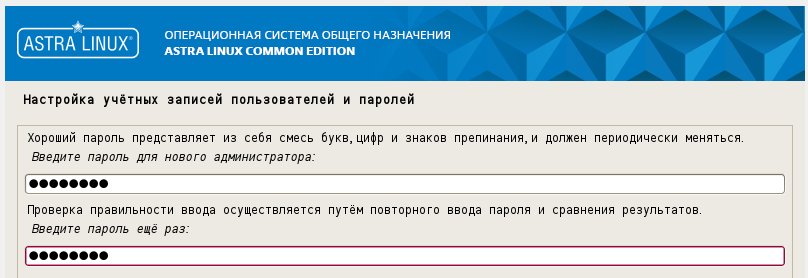 ASTRA LINUX®
ОПЕРАЦИОННАЯ СИСТЕМА ОБЩЕГО НАЗНАЧЕНИЯ
ASTRA LINUX COMMON EDITION
Настройка учётных записей пользователей и паролей
Хороший пароль представляет из себя смесь букв, цифр и знаков препинания, и должен периодически меняться.
Введите пароль для нового администратора:
●●●●●●●●
Проверка правильности ввода осуществляется путём повторного ввода пароля и сравнения результатов.
Введите пароль ещё раз:
●●●●●●●●